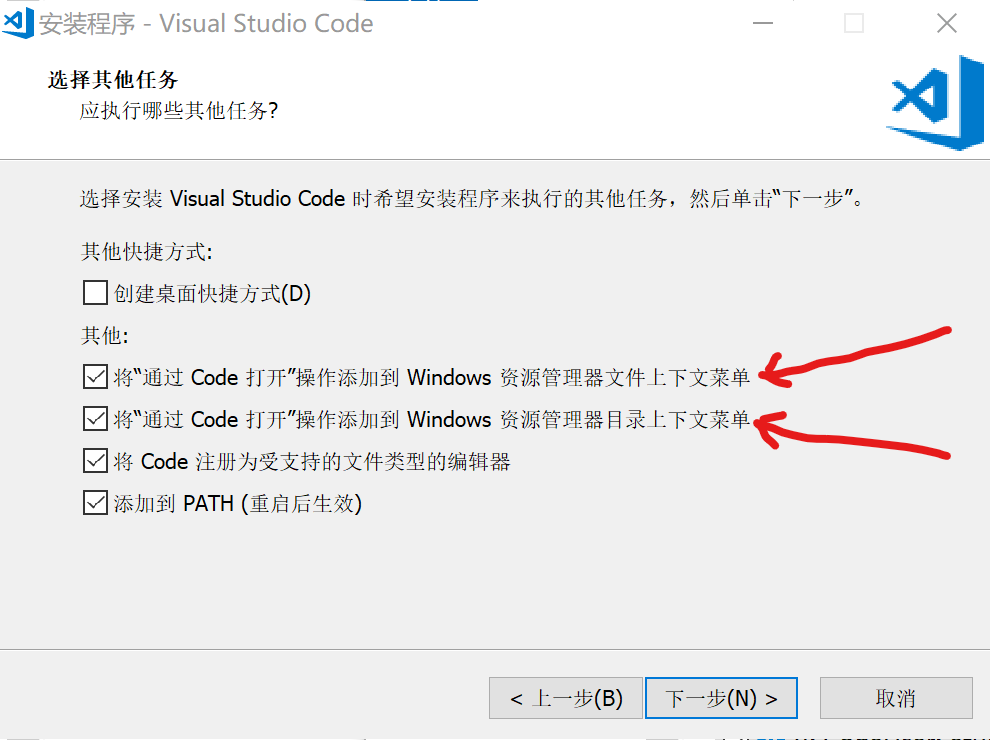 安装程序 - Visual Studio Code
选择其他任务
应执行哪些其他任务?
选择安装 Visual Studio Code 时希望安装程序来执行的其他任务，然后单击“下一步”。
其他快捷方式:
创建桌面快捷方式(D)
其他:
将“通过 Code 打开”操作添加到 Windows 资源管理器文件上下文菜单
将“通过 Code 打开”操作添加到 Windows 资源管理器目录上下文菜单
将 Code 注册为受支持的文件类型的编辑器
添加到 PATH (重启后生效)
< 上一步(B) 下一步(N) > 取消